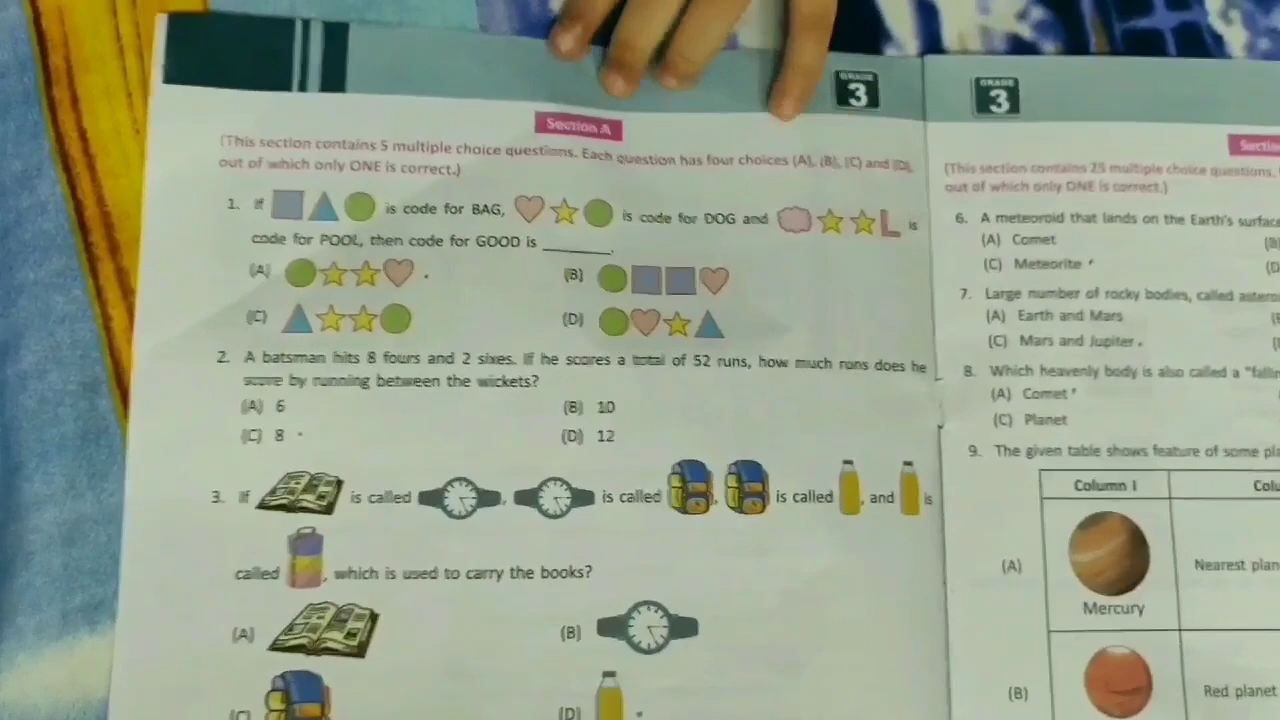 GRADE
3
Section A
(This section contains 5 multiple choice questions. Each question has four choices (A), (B), (C) and (D),
out of which only ONE is correct.)
1. If is code for BAG, is code for DOG and is
code for POOL, then code for GOOD is ______.
(A) (B)
(C) (D)
2. A batsman hits 8 fours and 2 sixes. If he scores a total of 52 runs, how much runs does he
score by running between the wickets?
(A) 6 (B) 10
(C) 8 (D) 12
3. If is called , is called , is called , and is
called , which is used to carry the books?
(A) (B)
(C) (D)
GRADE
3
(This section contains 25 multiple choice questions.
out of which only ONE is correct.)
6. A meteoroid that lands on the Earth's
(A) Comet
(C) Meteorite
7. Large number of rocky bodies, called
(A) Earth and Mars
(C) Mars and Jupiter
8. Which heavenly body is also called a
(A) Comet
(C) Planet
9. The given table shows feature of some
Column I
(A) Mercury Nearest
(B) Red planet